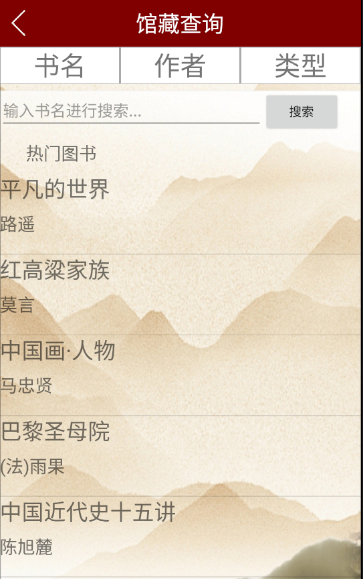 馆藏查询
书名 作者 类型
输入书名进行搜索... 搜索
热门图书
平凡的世界
路遥
红高粱家族
莫言
中国画·人物
马忠贤
巴黎圣母院
(法)雨果
中国近代史十五讲
陈旭麓